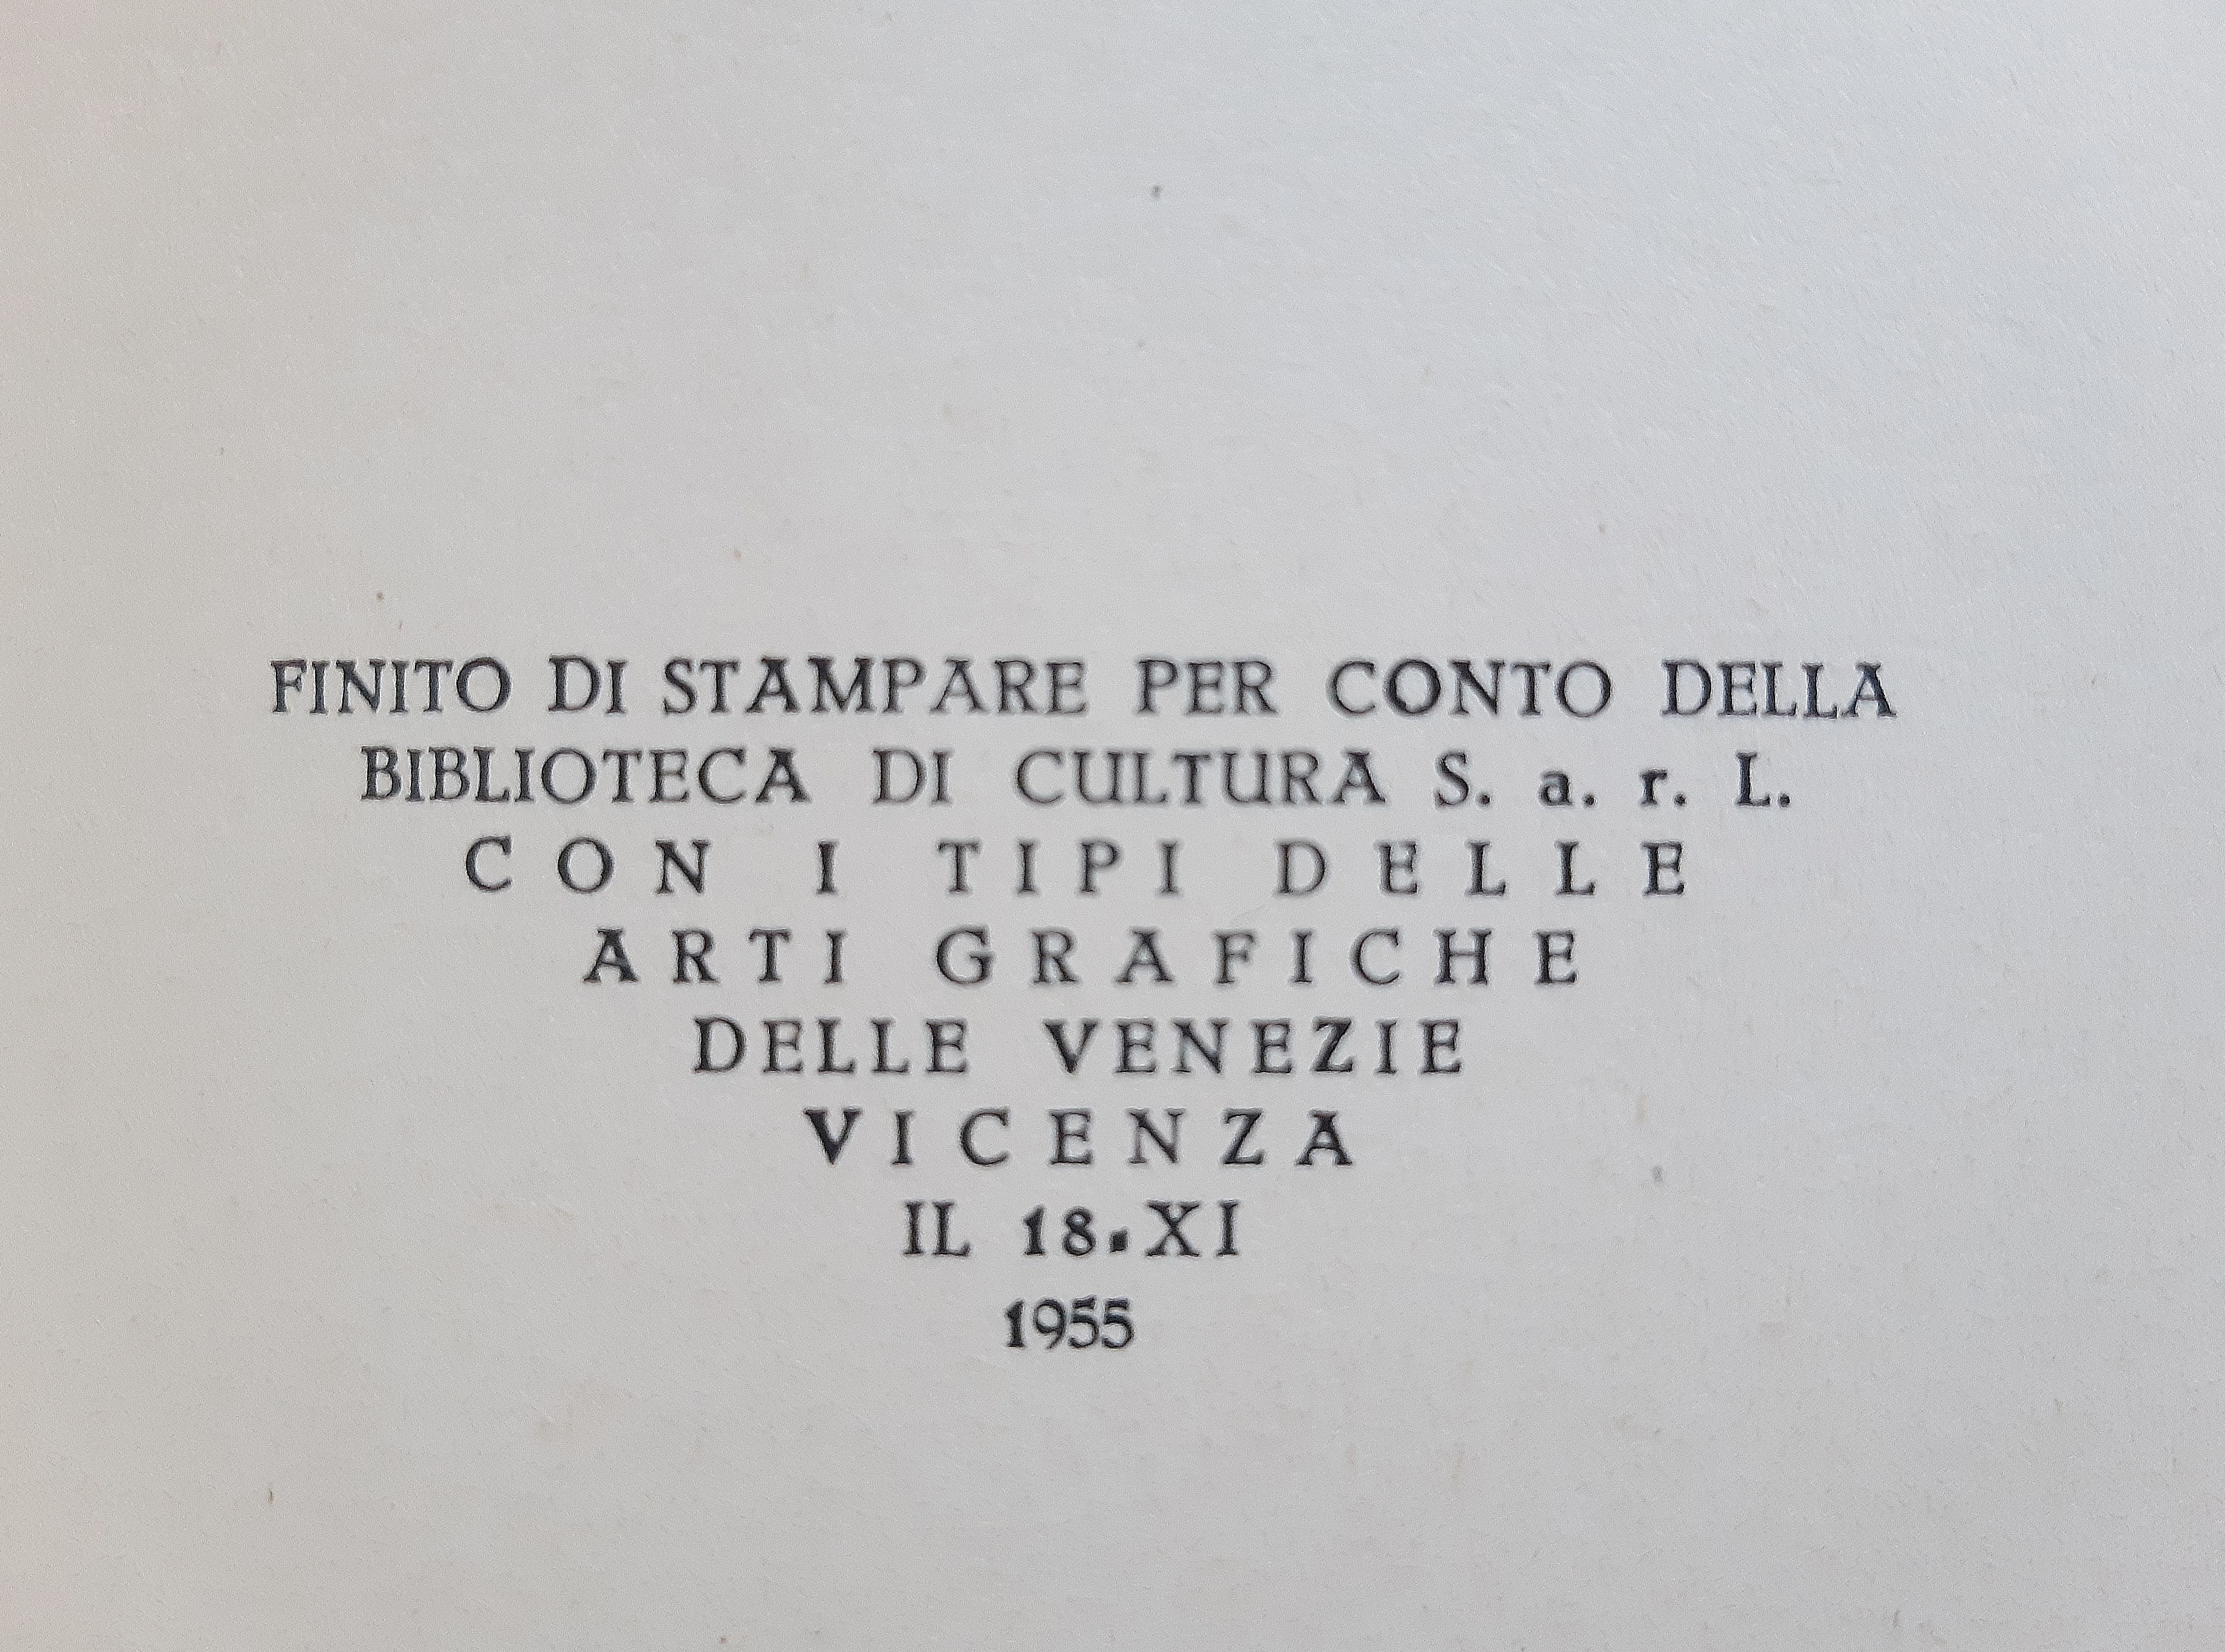 FINITO DI STAMPARE PER CONTO DELLA
BIBLIOTECA DI CULTURA S. a. r. L.
CON I TIPI DELLE
ARTI GRAFICHE
DELLE VENEZIE
VICENZA
IL 18.XI
1955